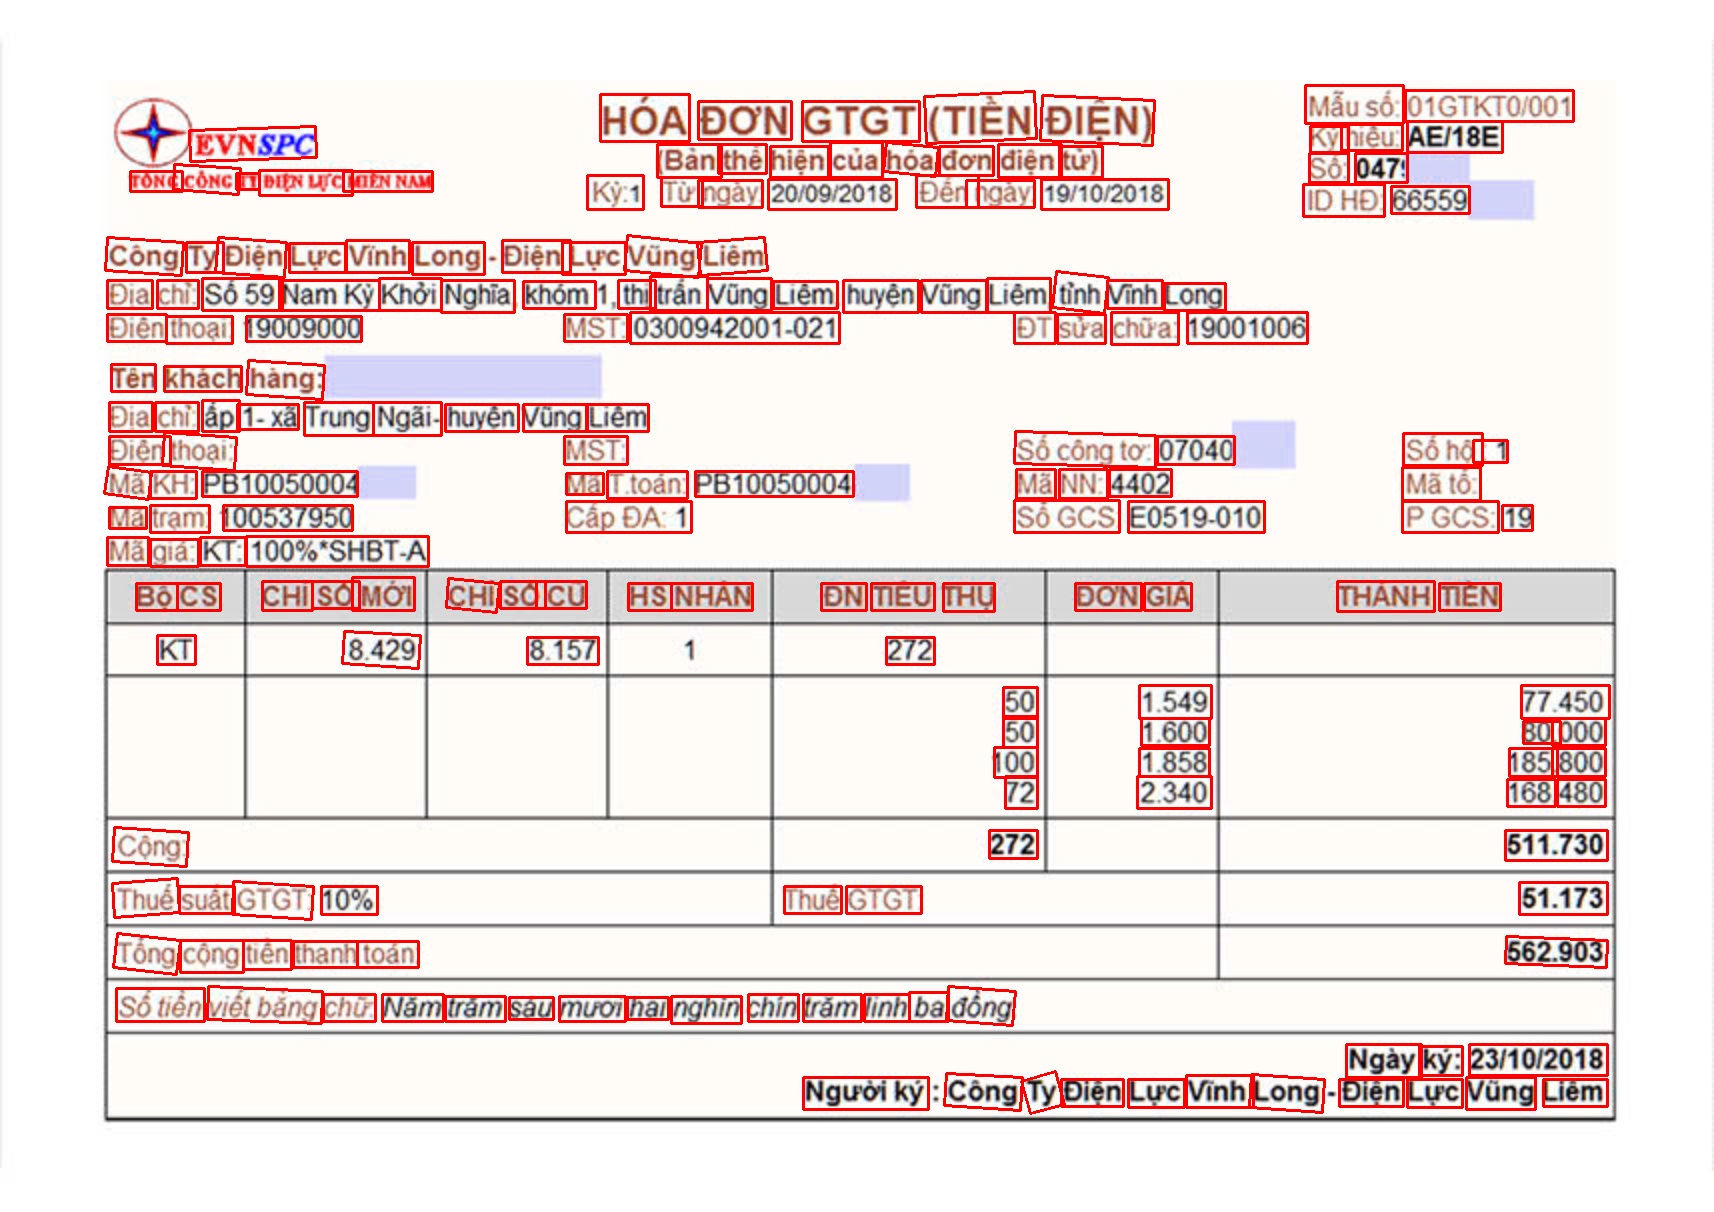 EVNSPC
TỔNG CÔNG TY ĐIỆN LỰC MIỀN NAM
HÓA ĐƠN GTGT (TIỀN ĐIỆN)
(Bản thể hiện của hóa đơn điện tử)
Kỳ:1 Từ ngày: 20/09/2018 Đến ngày: 19/10/2018
Mẫu số: 01GTKT0/001
Ký hiệu: AE/18E
Số: 0479
ID HĐ: 66559
Công Ty Điện Lực Vĩnh Long - Điện Lực Vũng Liêm
Địa chỉ: Số 59 Nam Kỳ Khởi Nghĩa, khóm 1, thị trấn Vũng Liêm, huyện Vũng Liêm, tỉnh Vĩnh Long
Điện thoại: 19009000 MST: 0300942001-021 ĐT sửa chữa: 19001006
Tên khách hàng:
Địa chỉ: ấp 1- xã Trung Ngãi- huyện Vũng Liêm
Điện thoại: MST: Số công tơ: 07040 Số hộ: 1
Mã KH: PB10050004 Mã T.toán: PB10050004 Mã NN: 4402 Mã tổ:
Mã trạm: 100537950 Cấp ĐA: 1 Số GCS E0519-010 P GCS: 19
Mã giá: KT: 100%*SHBT-A
Bộ CS CHỈ SỐ MỚI CHỈ SỐ CŨ HS NHÂN ĐN TIÊU THỤ ĐƠN GIÁ THÀNH TIỀN
KT 8.429 8.157 1 272
50 1.549 77.450
50 1.600 80.000
100 1.858 185.800
72 2.340 168.480
Cộng: 272 511.730
Thuế suất GTGT: 10% Thuế GTGT 51.173
Tổng cộng tiền thanh toán 562.903
Số tiền viết bằng chữ: Năm trăm sáu mươi hai nghìn chín trăm linh ba đồng
Ngày ký: 23/10/2018
Người ký : Công Ty Điện Lực Vĩnh Long - Điện Lực Vũng Liêm